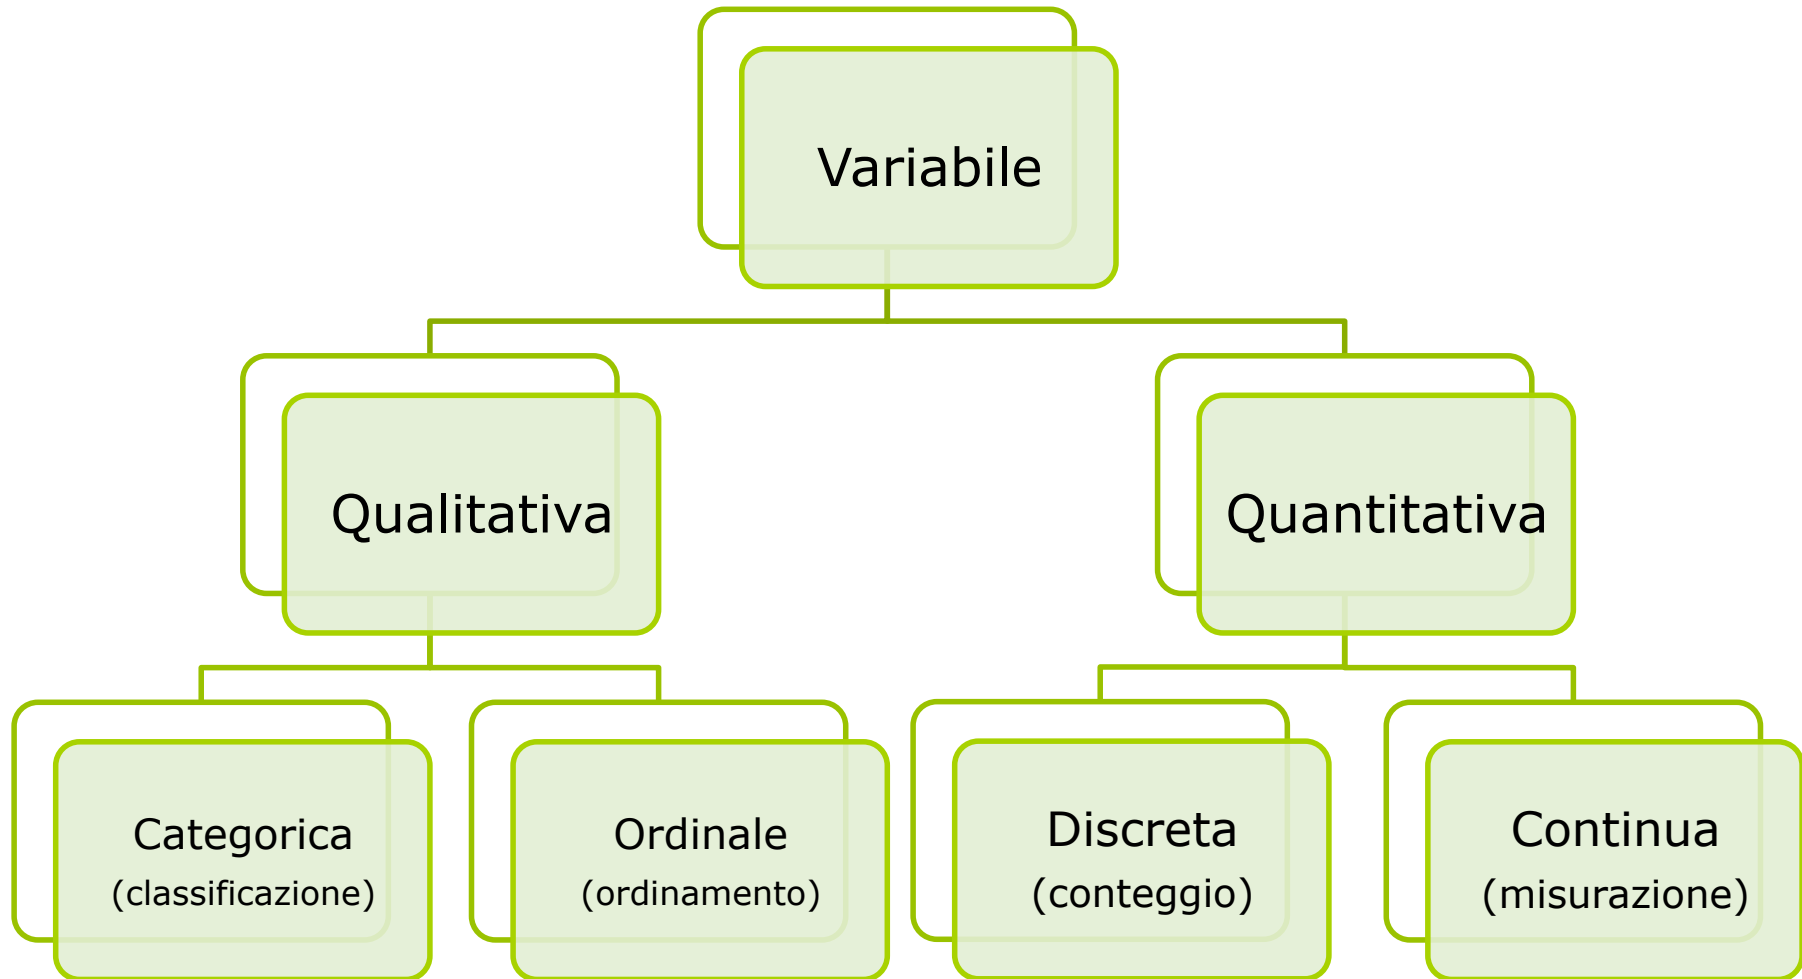 Variabile
Qualitativa
Quantitativa
Categorica
(classificazione)
Ordinale
(ordinamento)
Discreta
(conteggio)
Continua
(misurazione)